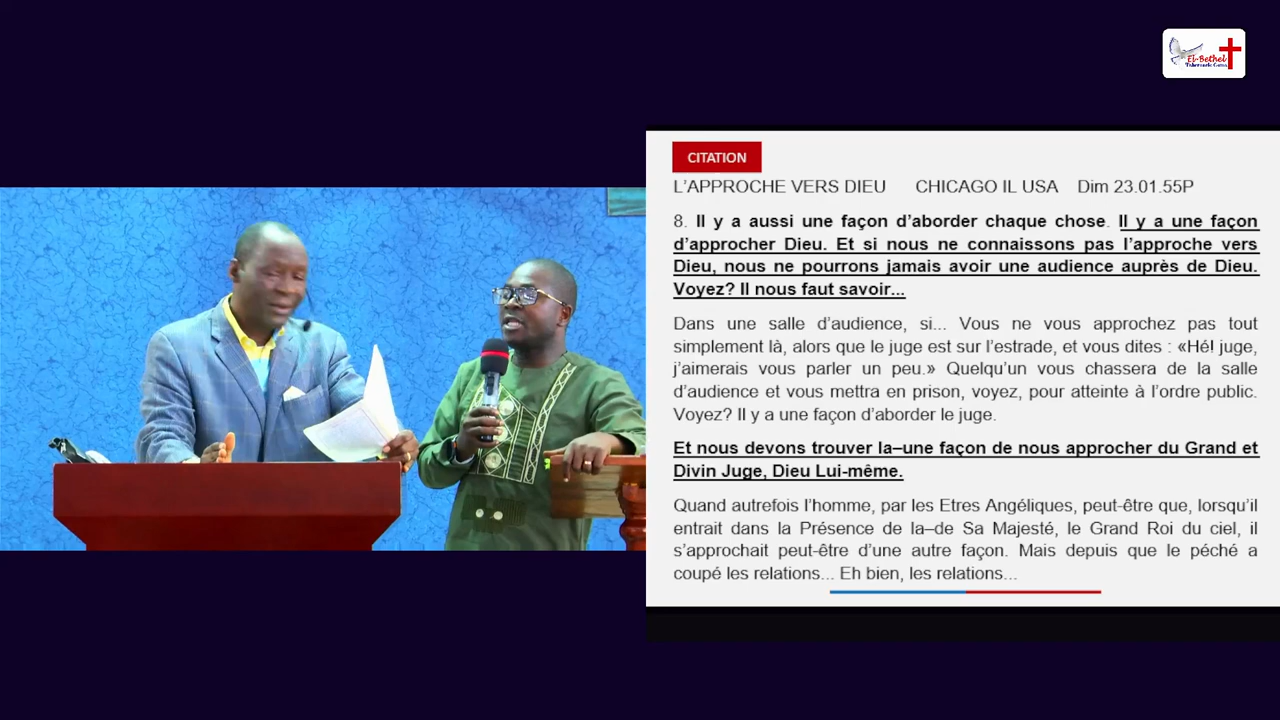 El-Bethel
Tabernacle Goma
CITATION
L’APPROCHE VERS DIEU CHICAGO IL USA Dim 23.01.55P
8. Il y a aussi une façon d’aborder chaque chose. Il y a une façon
d’approcher Dieu. Et si nous ne connaissons pas l’approche vers
Dieu, nous ne pourrons jamais avoir une audience auprès de Dieu.
Voyez? Il nous faut savoir...
Dans une salle d’audience, si... Vous ne vous approchez pas tout
simplement là, alors que le juge est sur l’estrade, et vous dites : «Hé! juge,
j’aimerais vous parler un peu.» Quelqu’un vous chassera de la salle
d’audience et vous mettra en prison, voyez, pour atteinte à l’ordre public.
Voyez? Il y a une façon d’aborder le juge.
Et nous devons trouver la–une façon de nous approcher du Grand et
Divin Juge, Dieu Lui-même.
Quand autrefois l’homme, par les Etres Angéliques, peut-être que, lorsqu’il
entrait dans la Présence de la–de Sa Majesté, le Grand Roi du ciel, il
s’approchait peut-être d’une autre façon. Mais depuis que le péché a
coupé les relations... Eh bien, les relations...